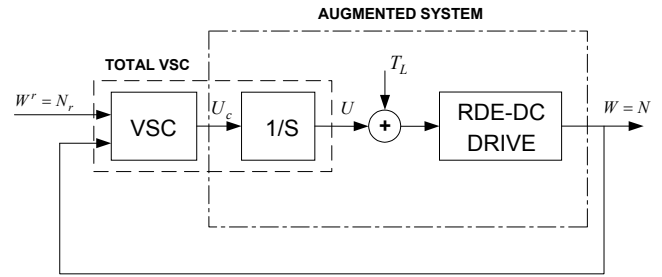 AUGMENTED SYSTEM
TOTAL VSC
W^r = N_r
VSC
U_c
1/S
U
T_L
+
RDE-DC
DRIVE
W = N